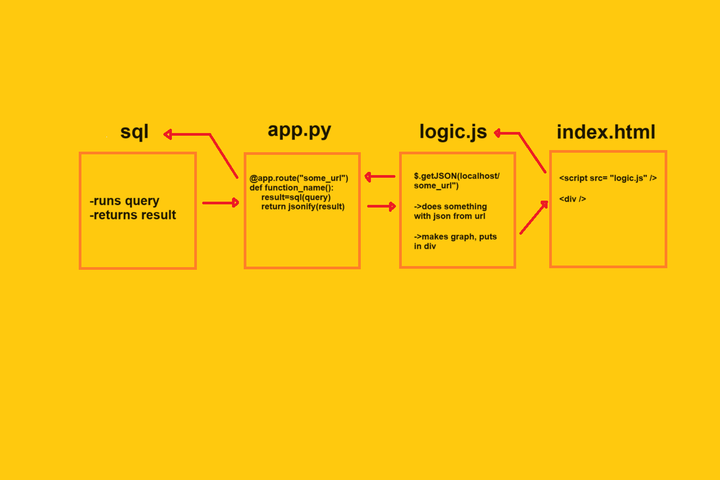 sql
-runs query
-returns result
app.py
@app.route("some_url")
def function_name():
result=sql(query)
return jsonify(result)
logic.js
$.getJSON(localhost/
some_url")
->does something
with json from url
->makes graph, puts
in div
index.html
<script src= "logic.js" />
<div />